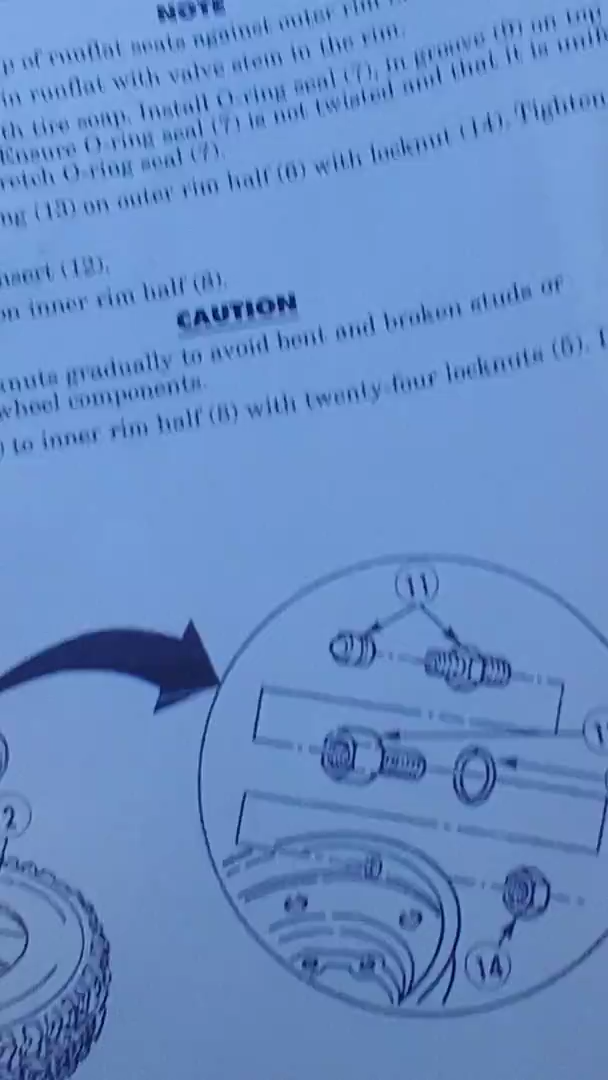 NOTE
p of runflat seats against outer rim
in runflat with valve stem in the rim.
th tire soap. Install O-ring seal (7), in groove (9) on top
Ensure O-ring seal (7) is not twisted and that it is
retch O-ring seal (7).
(13) on outer rim half (6) with locknut (14). Tighten
nsert (12).
on inner rim half (8).
CAUTION
knuts gradually to avoid bent and broken studs or
wheel components.
) to inner rim half (8) with twenty-four locknuts (5).
11
2
14